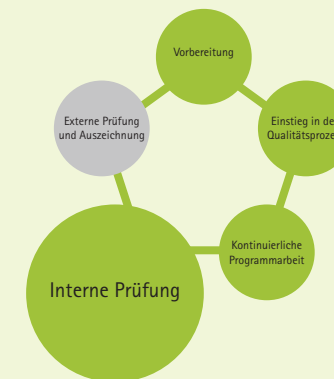 Vorbereitung
Externe Prüfung
und Auszeichnung
Einstieg in de
Qualitätsproze
Kontinuierliche
Programmarbeit
Interne Prüfung